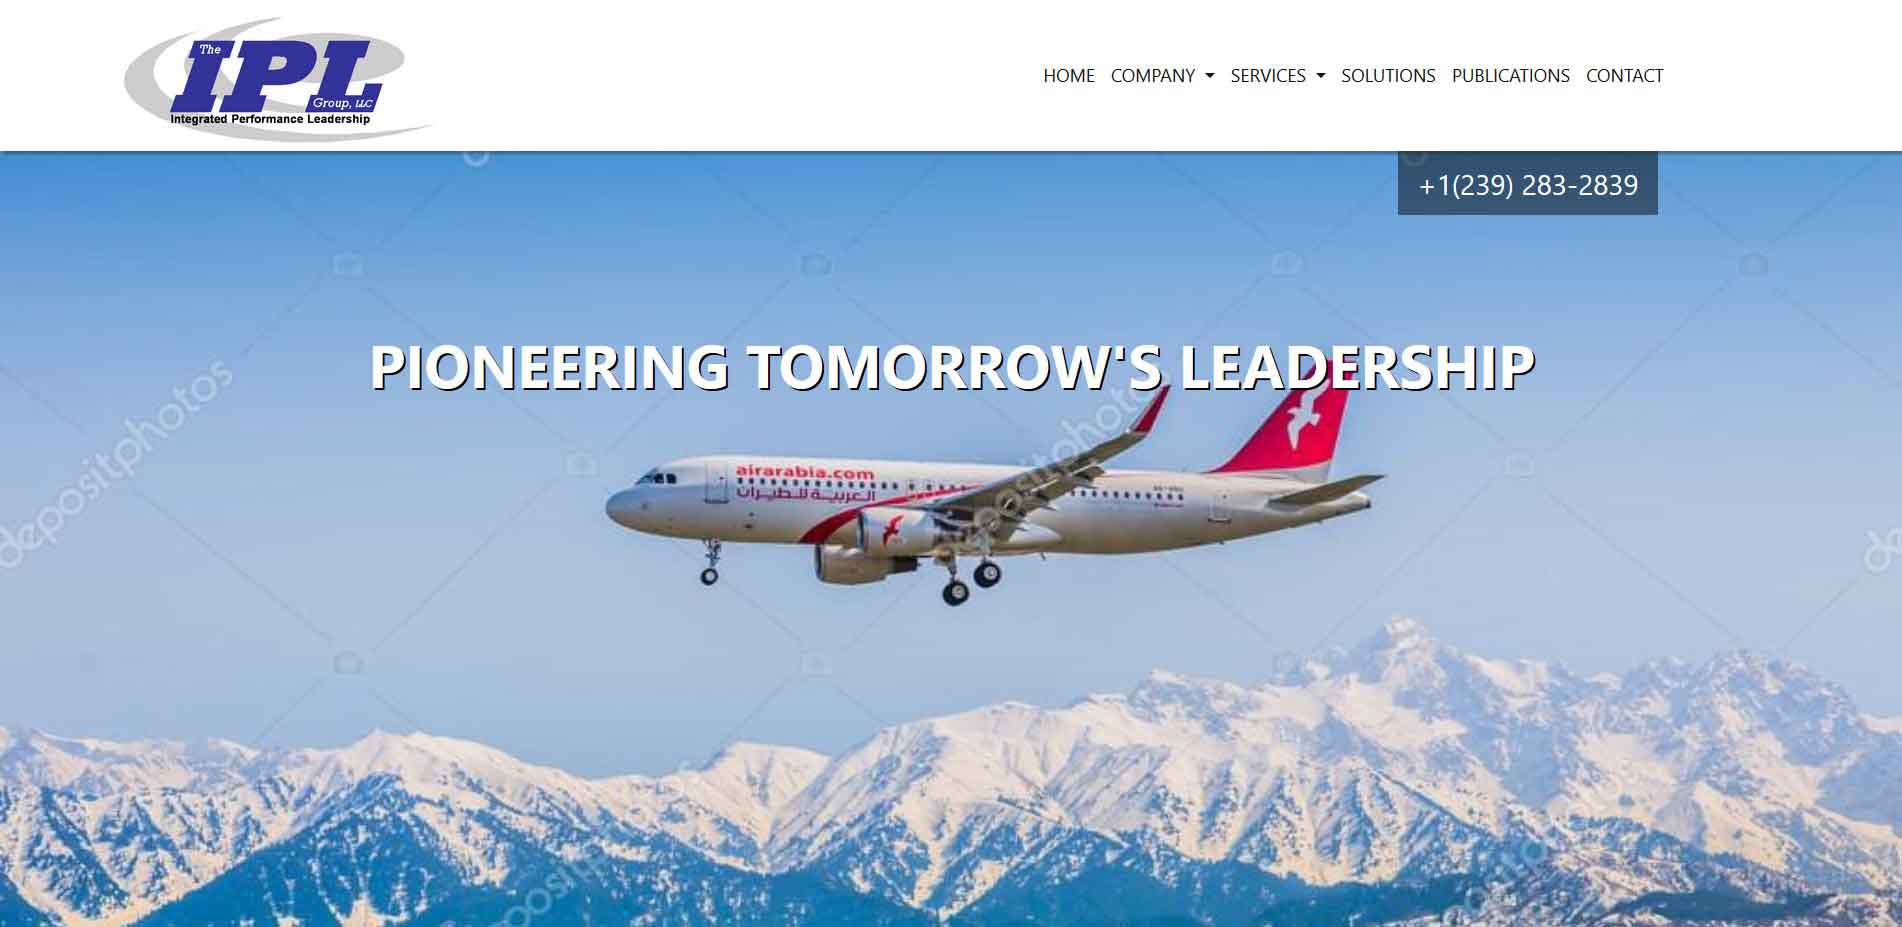 The
IPL
Group, LLC
Integrated Performance Leadership
HOME COMPANY SERVICES SOLUTIONS PUBLICATIONS CONTACT
+1(239) 283-2839
PIONEERING TOMORROW'S LEADERSHIP
depositphotos
depositphotos
airarabia.com
العربية للطيران